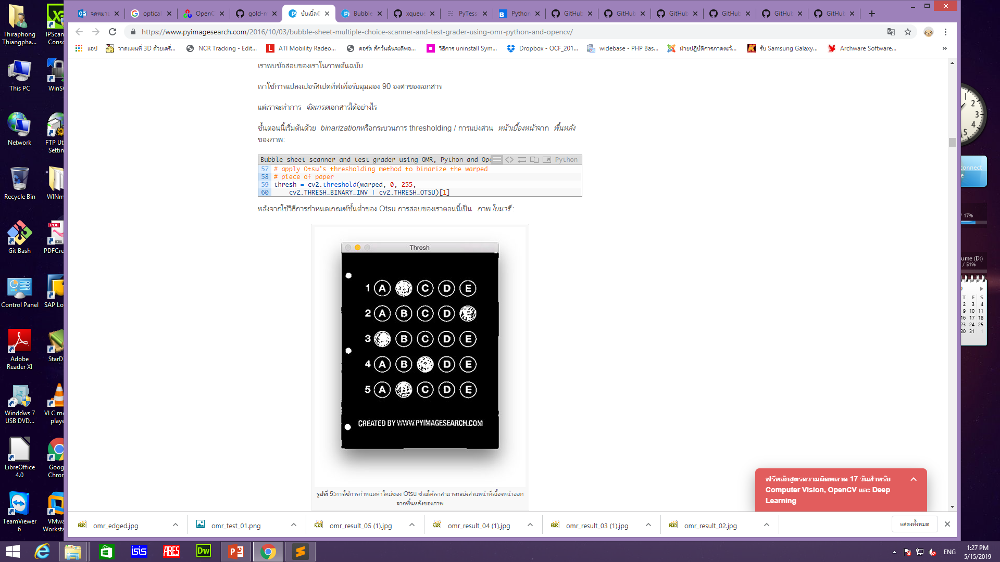 จดหมาย
optical
OpenC
gold-m
บับเบิ้ลช
Bubble
xqueue
PyTess
Python
GitHub
GitHub
GitHub
GitHub
GitHub
GitHub
https://www.pyimagesearch.com/2016/10/03/bubble-sheet-multiple-choice-scanner-and-test-grader-using-omr-python-and-opencv/
แอป
วาดแผนที่ 3D ด้วยเครื่...
NCR Tracking - Edit...
ATI Mobility Radeo...
คอร์ด สักวันฉันจะดีพอ...
วิธีการ uninstall Sym...
Dropbox - OCF_201...
widebase - PHP Bas...
ฝ่ายปฏิบัติการภาคตะวั...
รับ Samsung Galaxy...
Archware Software...
เราพบข้อสอบของเราในภาพต้นฉบับ
เราใช้การแปลงเปอร์สเปคทีฟเพื่อรับมุมมอง 90 องศาของเอกสาร
แต่เราจะทำการ จัดเกรดเอกสารได้อย่างไร
ขั้นตอนนี้เริ่มต้นด้วย binarizationหรือกระบวนการ thresholding / การแบ่งส่วน หน้าเบื้องหน้าจาก พื้นหลัง
ของภาพ:
Bubble sheet scanner and test grader using OMR, Python and Ope
Python
57 # apply Otsu's thresholding method to binarize the warped
58 # piece of paper
59 thresh = cv2.threshold(warped, 0, 255,
60 cv2.THRESH_BINARY_INV | cv2.THRESH_OTSU)[1]
หลังจากใช้วิธีการกำหนดเกณฑ์ขั้นต่ำของ Otsu การสอบของเราตอนนี้เป็น ภาพไบนารี :
Thresh
1 A C D E
2 A B C D E
3 B C D E
4 A B C D E
5 A B C D E
CREATED BY WWW.PYIMAGESEARCH.COM
รูปที่ 5:การใช้การกำหนดค่าใหม่ของ Otsu ช่วยให้เราสามารถแบ่งส่วนหน้าที่เบื้องหน้าออก
จากพื้นหลังของภาพ
ฟรีหลักสูตรความผิดพลาด 17 วันสำหรับ
Computer Vision, OpenCV และ Deep
Learning
omr_edged.jpg
omr_test_01.png
omr_result_05 (1).jpg
omr_result_04 (1).jpg
omr_result_03 (1).jpg
omr_result_02.jpg
แสดงทั้งหมด
Thiraphong
Thiangpha...
IPScan
Conso
This PC
WinS
Network
FTP Ut
Settin
Recycle Bin
WINm
Git Bash
PDFCre
Control Panel
SAP Lo
Adobe
Reader XI
StarD
Windows 7
USB DVD...
VLC me
playe
LibreOffice
4.0
Goog
Chron
TeamViewer
6
VMwa
Worksta
1
2
3
4
5
onnect
e
/ 17%
ume (D:)
/ 51%
9
T F S
2 3 4
9 10 11
16 17 18
23 24 25
30 31 1
isis
ARES
Dw
ENG
1:27 PM
5/15/2019